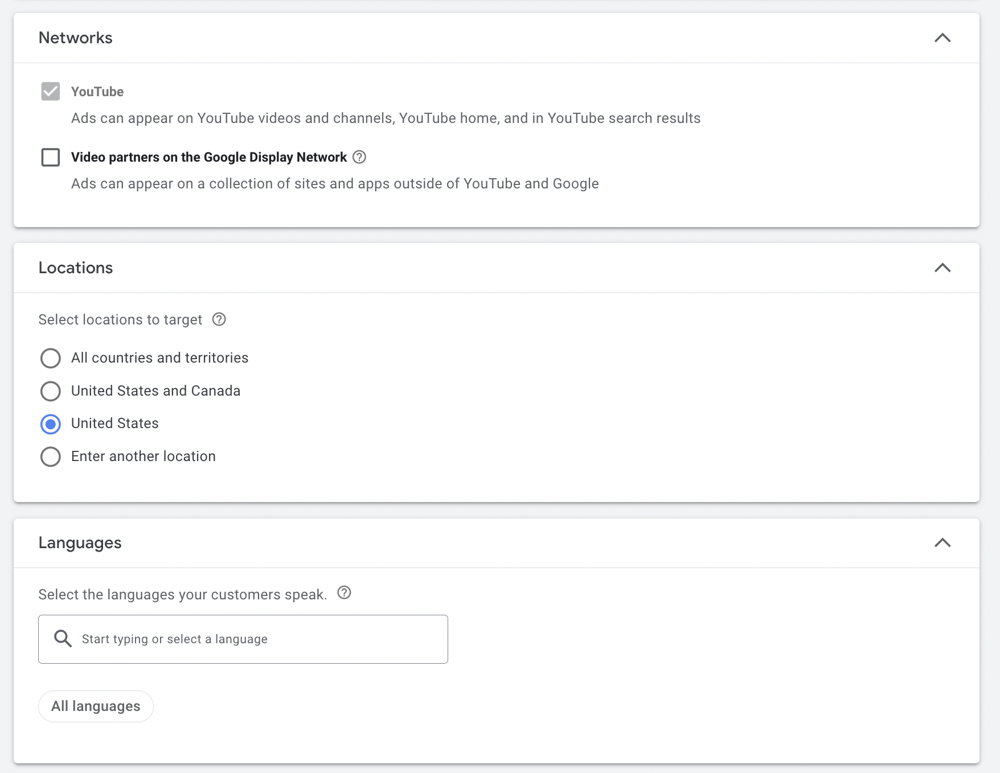 Networks
YouTube
Ads can appear on YouTube videos and channels, YouTube home, and in YouTube search results
Video partners on the Google Display Network
Ads can appear on a collection of sites and apps outside of YouTube and Google
Locations
Select locations to target
All countries and territories
United States and Canada
United States
Enter another location
Languages
Select the languages your customers speak.
Start typing or select a language
All languages